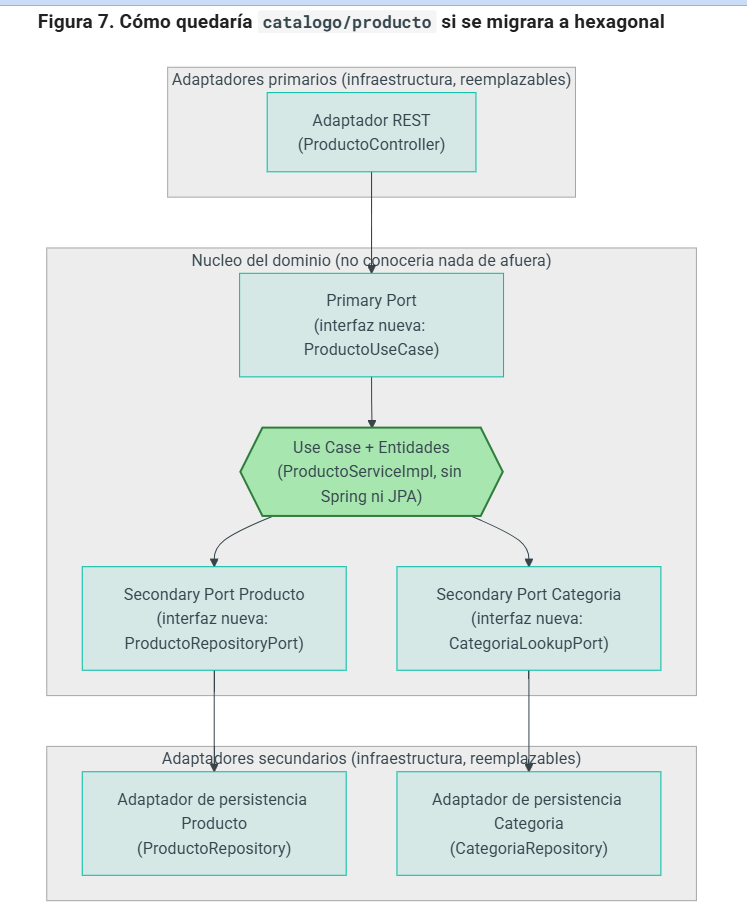 Figura 7. Cómo quedaría catalogo/producto si se migrara a hexagonal
Adaptadores primarios (infraestructura, reemplazables)
Adaptador REST
(ProductoController)
Nucleo del dominio (no conoceria nada de afuera)
Primary Port
(interfaz nueva:
ProductoUseCase)
Use Case + Entidades
(ProductoServiceImpl, sin
Spring ni JPA)
Secondary Port Producto
(interfaz nueva:
ProductoRepositoryPort)
Secondary Port Categoria
(interfaz nueva:
CategoriaLookupPort)
Adaptadores secundarios (infraestructura, reemplazables)
Adaptador de persistencia
Producto
(ProductoRepository)
Adaptador de persistencia
Categoria
(CategoriaRepository)